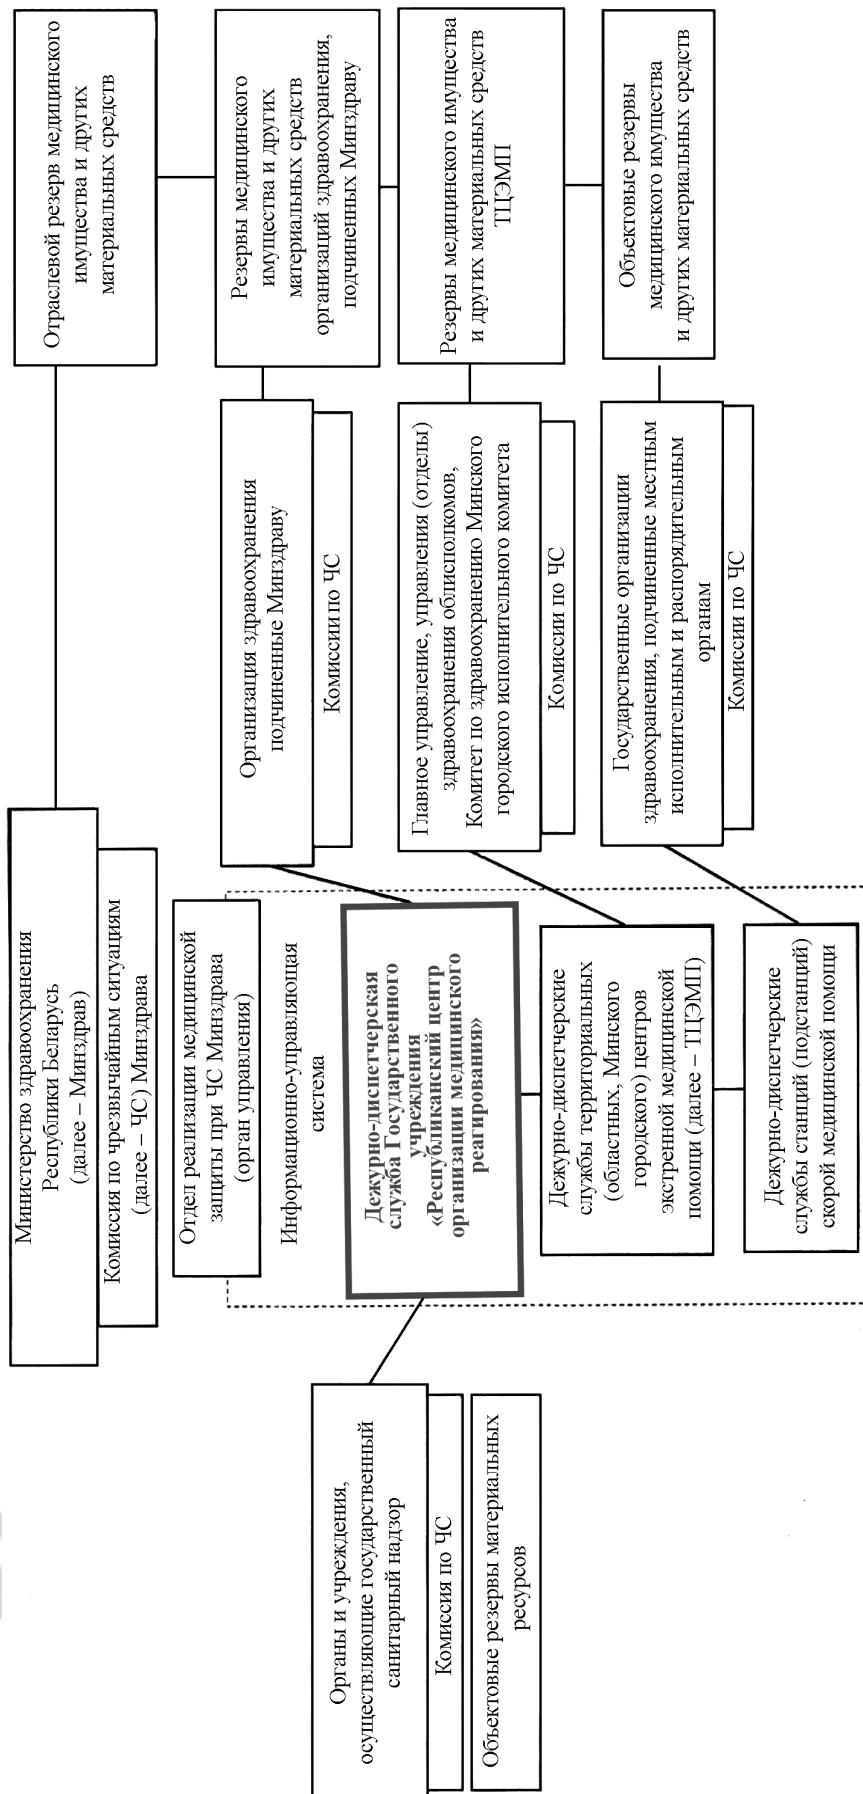 Министерство здравоохранения
Республики Беларусь
(далее – Минздрав)
Комиссия по чрезвычайным ситуациям
(далее – ЧС) Минздрава
Отраслевой резерв медицинского
имущества и других
материальных средств
Отдел реализации медицинской
защиты при ЧС Минздрава
(орган управления)
Информационно-управляющая
система
Организация здравоохранения
подчиненные Минздраву
Комиссии по ЧС
Резервы медицинского
имущества и других
материальных средств
организаций здравоохранения,
подчиненных Минздраву
Органы и учреждения,
осуществляющие государственный
санитарный надзор
Комиссия по ЧС
Объектовые резервы материальных
ресурсов
Дежурно-диспетчерская
служба Государственного
учреждения
«Республиканский центр
организации медицинского
реагирования»
Главное управление, управления (отделы)
здравоохранения облисполкомов,
Комитет по здравоохранению Минского
городского исполнительного комитета
Комиссии по ЧС
Резервы медицинского имущества
и других материальных средств
ТЦЭМП
Дежурно-диспетчерские
службы территориальных
(областных, Минского
городского) центров
экстренной медицинской
помощи (далее – ТЦЭМП)
Государственные организации
здравоохранения, подчиненные местным
исполнительным и распорядительным
органам
Комиссии по ЧС
Объектовые резервы
медицинского имущества
и других материальных средств
Дежурно-диспетчерские
службы станций (подстанций)
скорой медицинской помощи